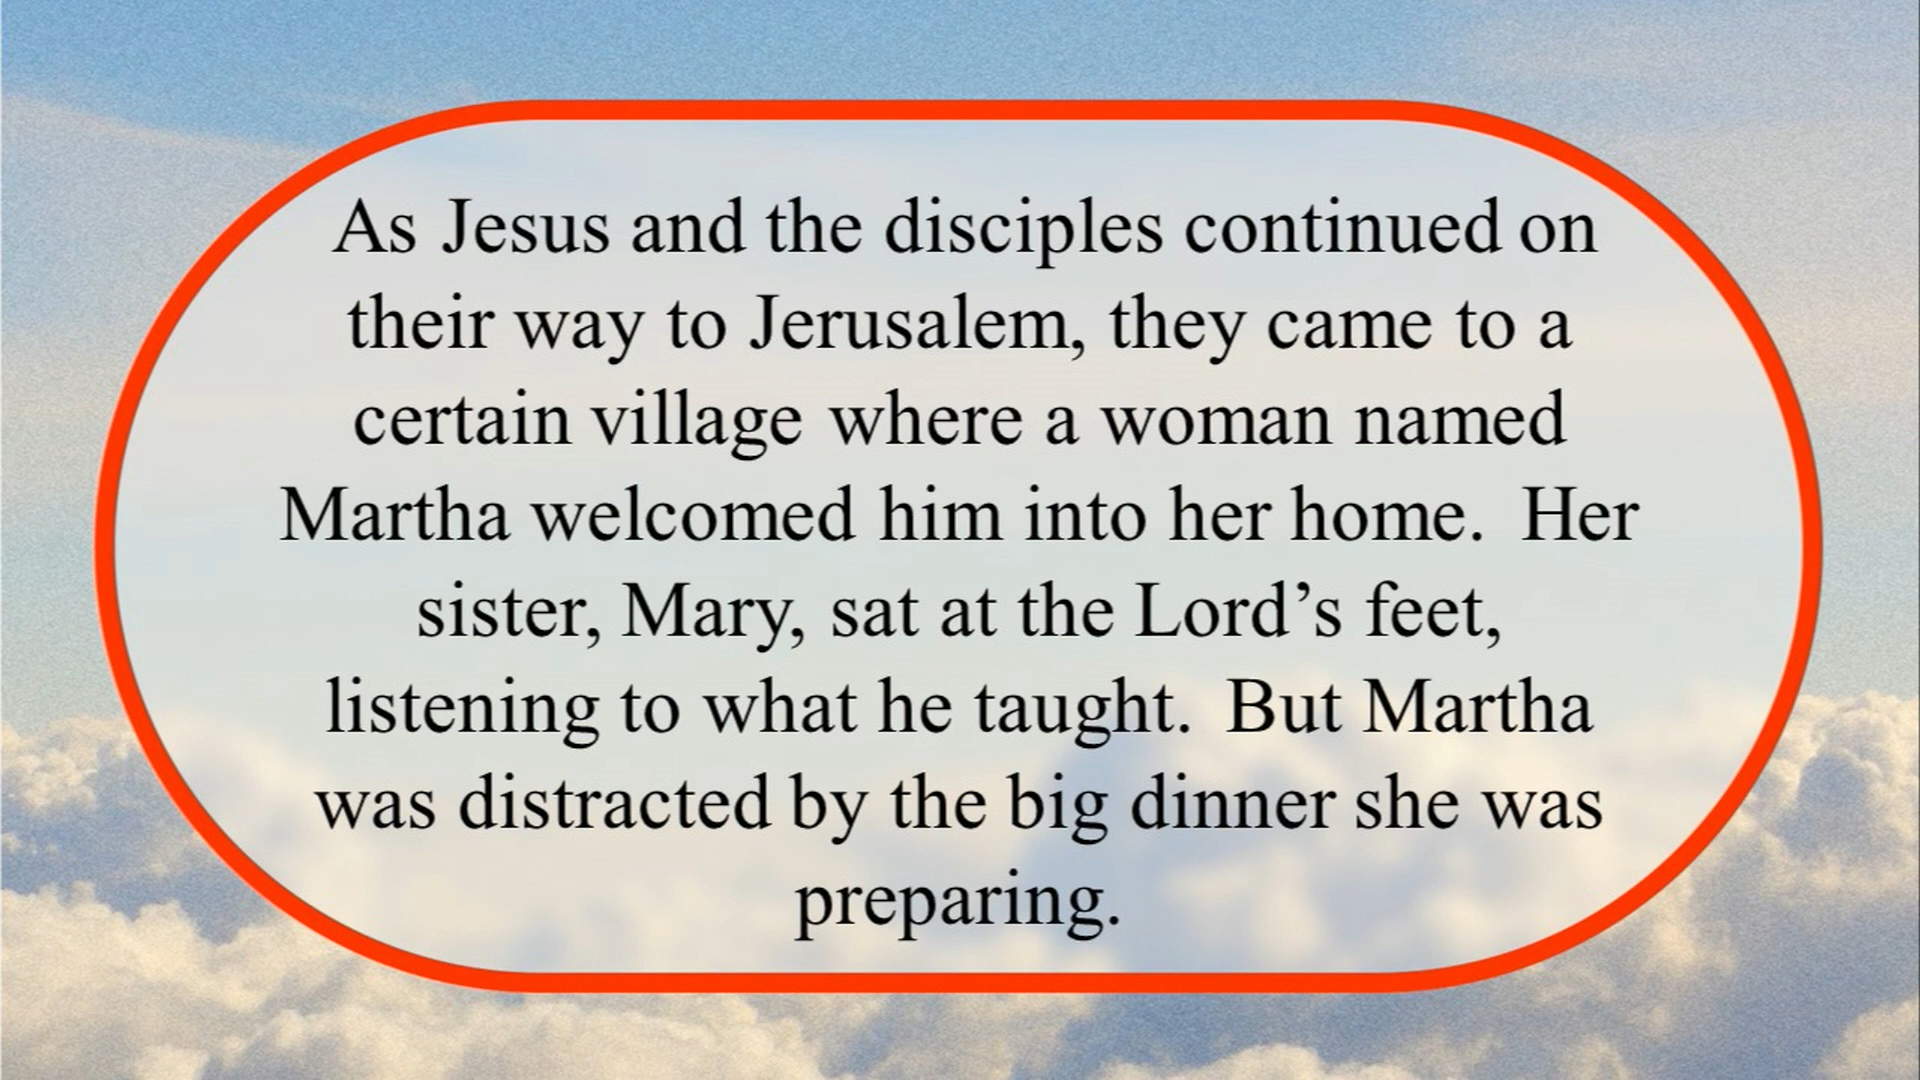 As Jesus and the disciples continued on
their way to Jerusalem, they came to a
certain village where a woman named
Martha welcomed him into her home.  Her
sister, Mary, sat at the Lord’s feet,
listening to what he taught.  But Martha
was distracted by the big dinner she was
preparing.